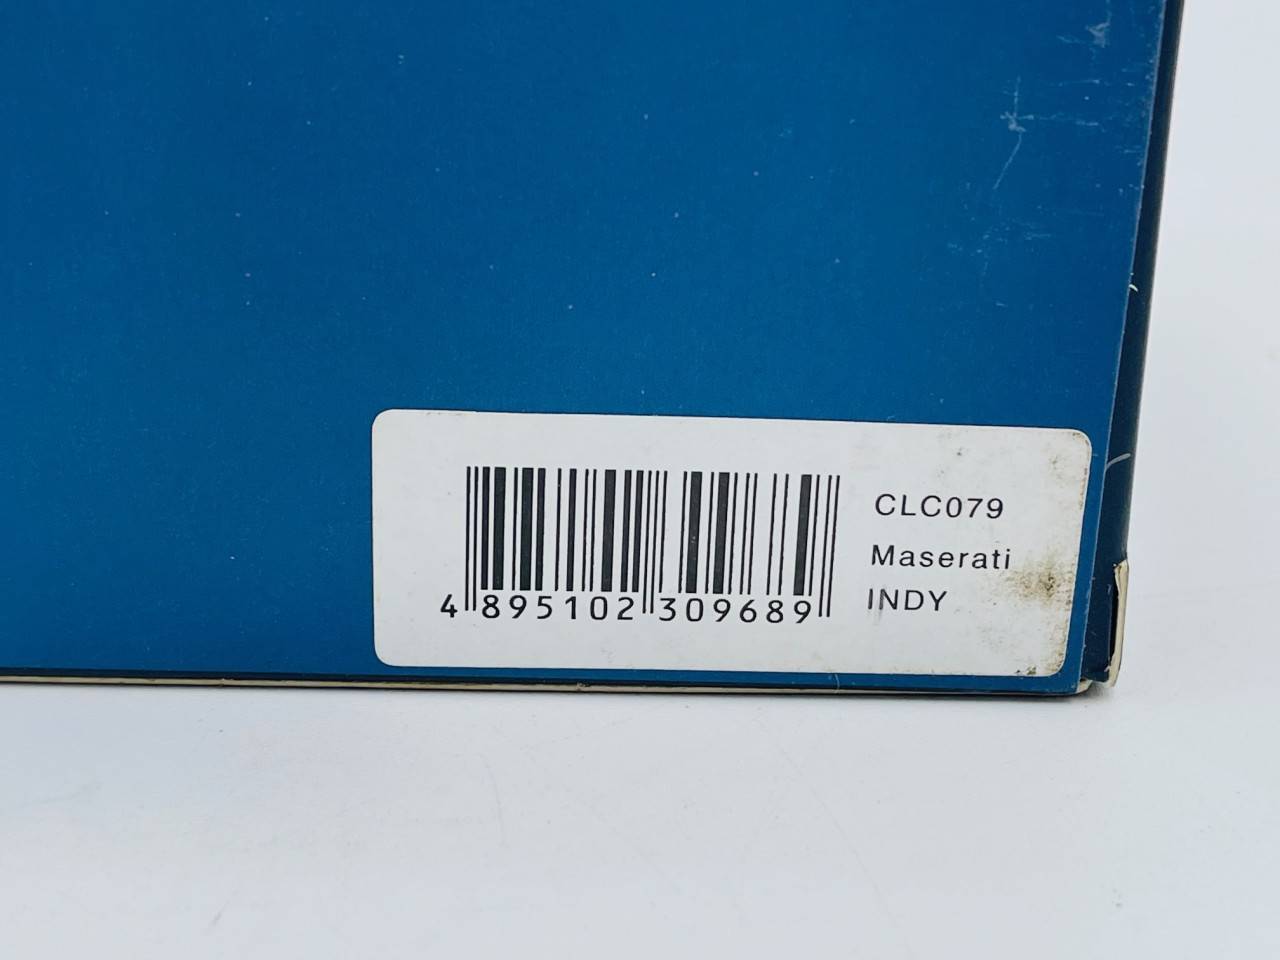 CLC079
Maserati
INDY
4 895102 309689